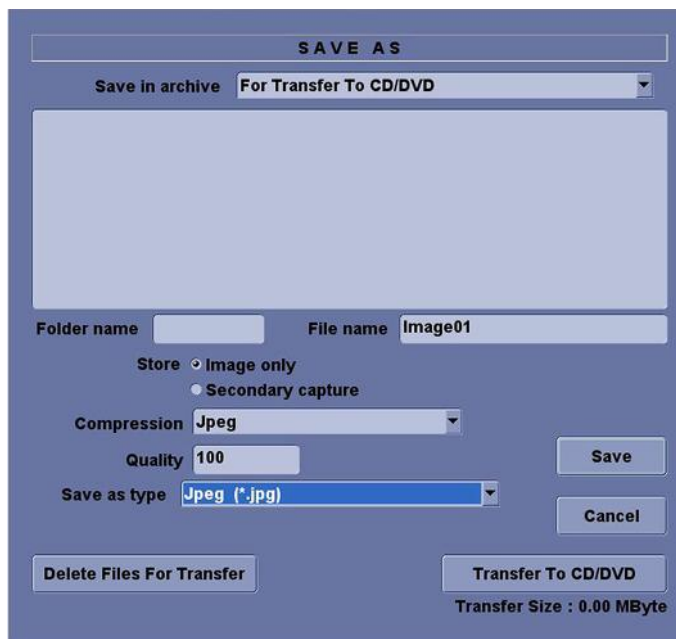 SAVE AS
Save in archive For Transfer To CD/DVD
Folder name File name Image01
Store Image only
Secondary capture
Compression Jpeg
Quality 100
Save
Save as type Jpeg (*.jpg)
Cancel
Delete Files For Transfer Transfer To CD/DVD
Transfer Size : 0.00 MByte